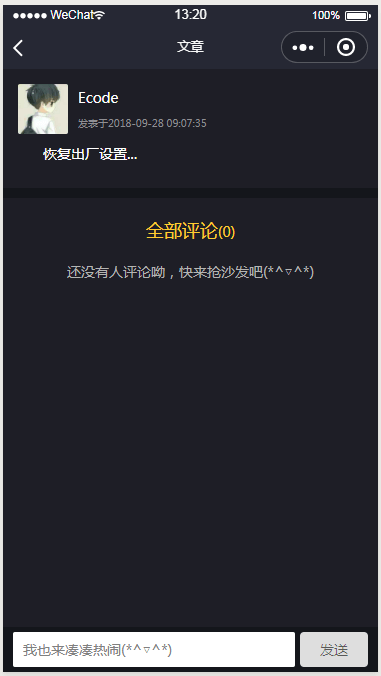 ●●●●● WeChat 13:20 100%
文章
Ecode
发表于2018-09-28 09:07:35
恢复出厂设置...
全部评论(0)
还没有人评论呦，快来抢沙发吧(*^▽^*)
我也来凑凑热闹(*^▽^*) 发送